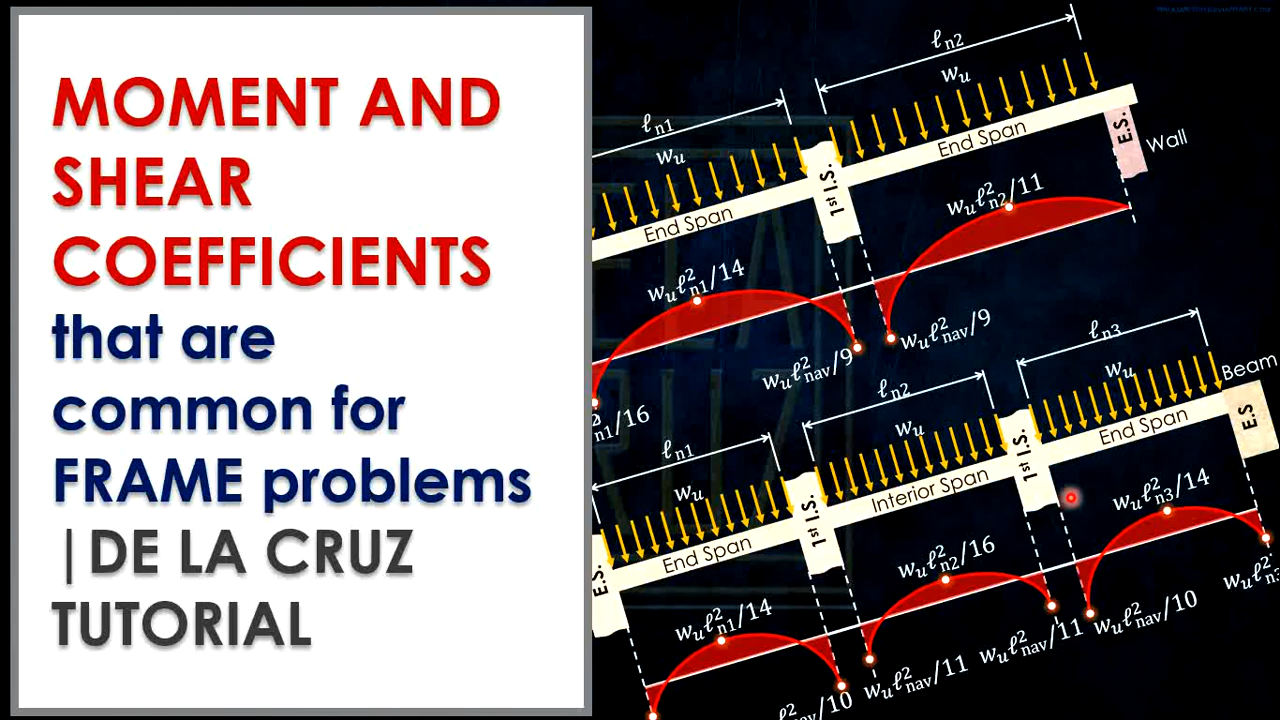 MOMENT AND
SHEAR
COEFFICIENTS
that are
common for
FRAME problems
|DE LA CRUZ
TUTORIAL
ℓn2
wᵤ
ℓn1
wᵤ
End Span
E.S.
Wall
1st I.S.
End Span
wᵤℓ²n2/11
wᵤℓ²n1/14
wᵤℓ²nav/9
wᵤℓ²nav/9
²n1/16
ℓn3
wᵤ
Beam
ℓn2
wᵤ
End Span
E.S
1st I.S.
ℓn1
wᵤ
Interior Span
1st I.S.
End Span
E.S.
wᵤℓ²n3/14
wᵤℓ²n2/16
wᵤℓ²n1/14
wᵤℓ²n3
wᵤℓ²nav/10
wᵤℓ²nav/11
wᵤℓ²nav/11
ℓ²nav/10